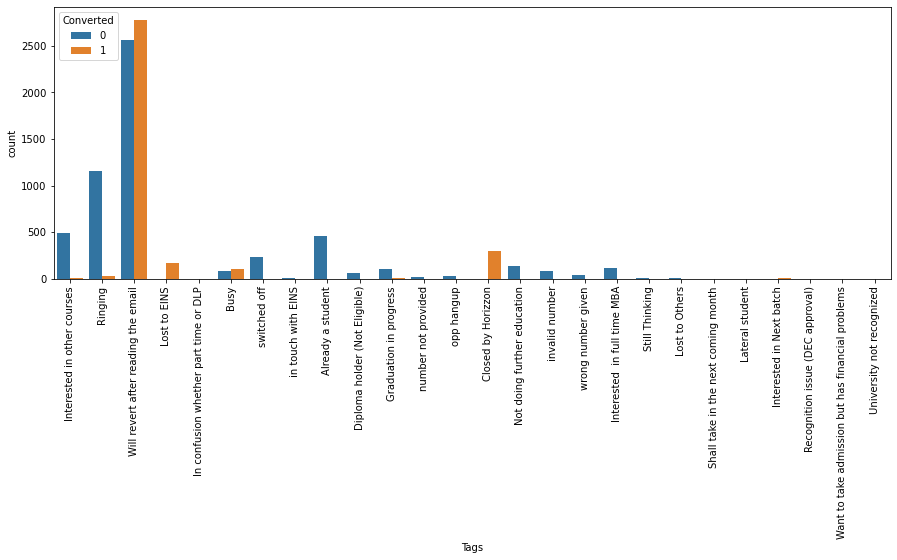 Converted
0
1
count
2500
2000
1500
1000
500
0
Interested in other courses
Ringing
Will revert after reading the email
Lost to EINS
In confusion whether part time or DLP
Busy
switched off
in touch with EINS
Already a student
Diploma holder (Not Eligible)
Graduation in progress
number not provided
opp hangup
Closed by Horizzon
Not doing further education
invalid number
wrong number given
Interested  in full time MBA
Still Thinking
Lost to Others
Shall take in the next coming month
Lateral student
Interested in Next batch
Recognition issue (DEC approval)
Want to take admission but has financial problems
University not recognized
Tags